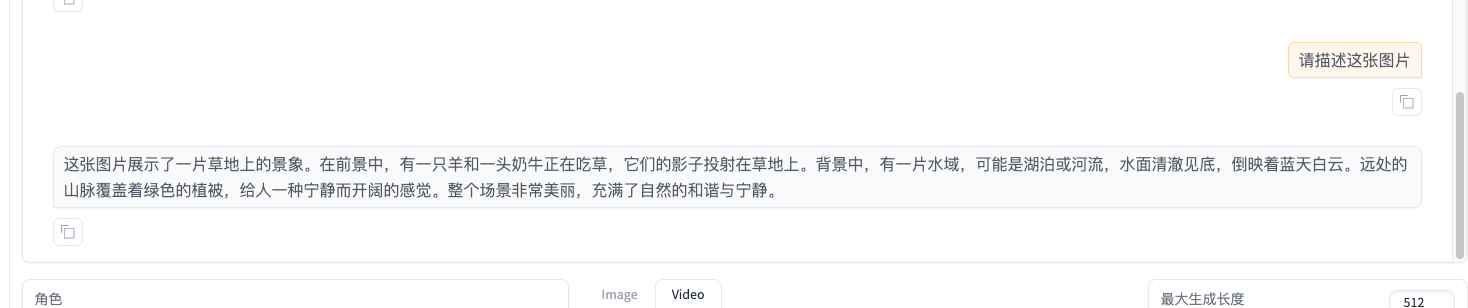 请描述这张图片
这张图片展示了一片草地上的景象。在前景中，有一只羊和一头奶牛正在吃草，它们的影子投射在草地上。背景中，有一片水域，可能是湖泊或河流，水面清澈见底，倒映着蓝天白云。远处的
山脉覆盖着绿色的植被，给人一种宁静而开阔的感觉。整个场景非常美丽，充满了自然的和谐与宁静。
角色
Image
Video
最大生成长度
512